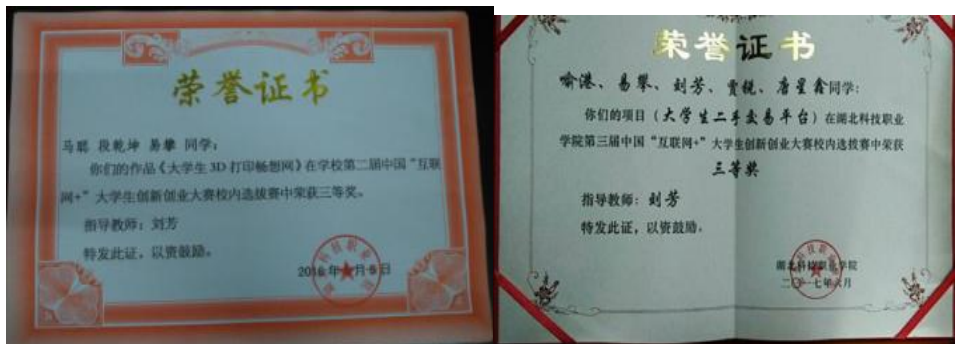 荣誉证书
马聪 段乾坤 易攀 同学:
你们的作品《大学生 3D 打印畅想网》在学校第二届中国“互联
网+”大学生创新创业大赛校内选拔赛中荣获三等奖。
指导教师:刘芳
特发此证,以资鼓励。
2016年 月 日
荣誉证书
喻港、易攀、刘芳、贾锐、唐星鑫同学:
你们的项目(大学生二手交易平台)在湖北科技职业
学院第三届中国“互联网+”大学生创新创业大赛校内选拔赛中荣获
三等奖
指导教师:刘芳
特发此证,以资鼓励。
湖北科技职业学院
二〇一七年 月